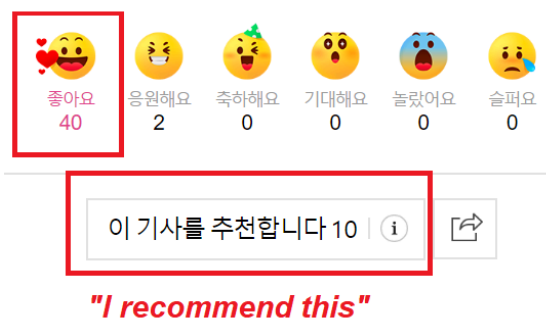 좋아요 응원해요 축하해요 기대해요 놀랐어요 슬퍼요
40 2 0 0 0 0
이 기사를 추천합니다 10 i
"I recommend this"